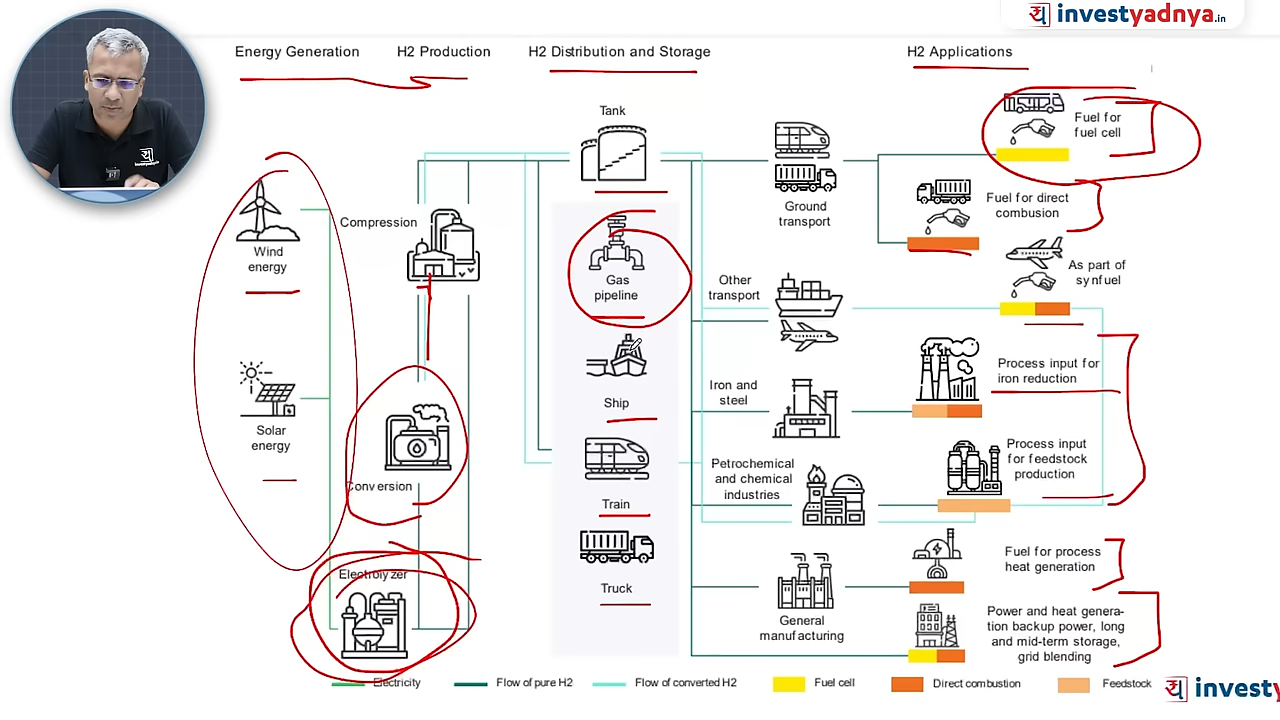 investyadnya.in
Energy Generation
H2 Production
H2 Distribution and Storage
H2 Applications
Tank
Fuel for
fuel cell
Compression
Ground
transport
Fuel for direct
combusion
Wind
energy
Gas
pipeline
Other
transport
As part of
synfuel
Solar
energy
Ship
Iron and
steel
Process input for
iron reduction
Conversion
Train
Petrochemical
and chemical
industries
Process input
for feedstock
production
Electrolyzer
Truck
General
manufacturing
Fuel for process
heat generation
Power and heat genera-
tion backup power, long
and mid-term storage,
grid blending
Electricity
Flow of pure H2
Flow of converted H2
Fuel cell
Direct combustion
Feedstock
investy